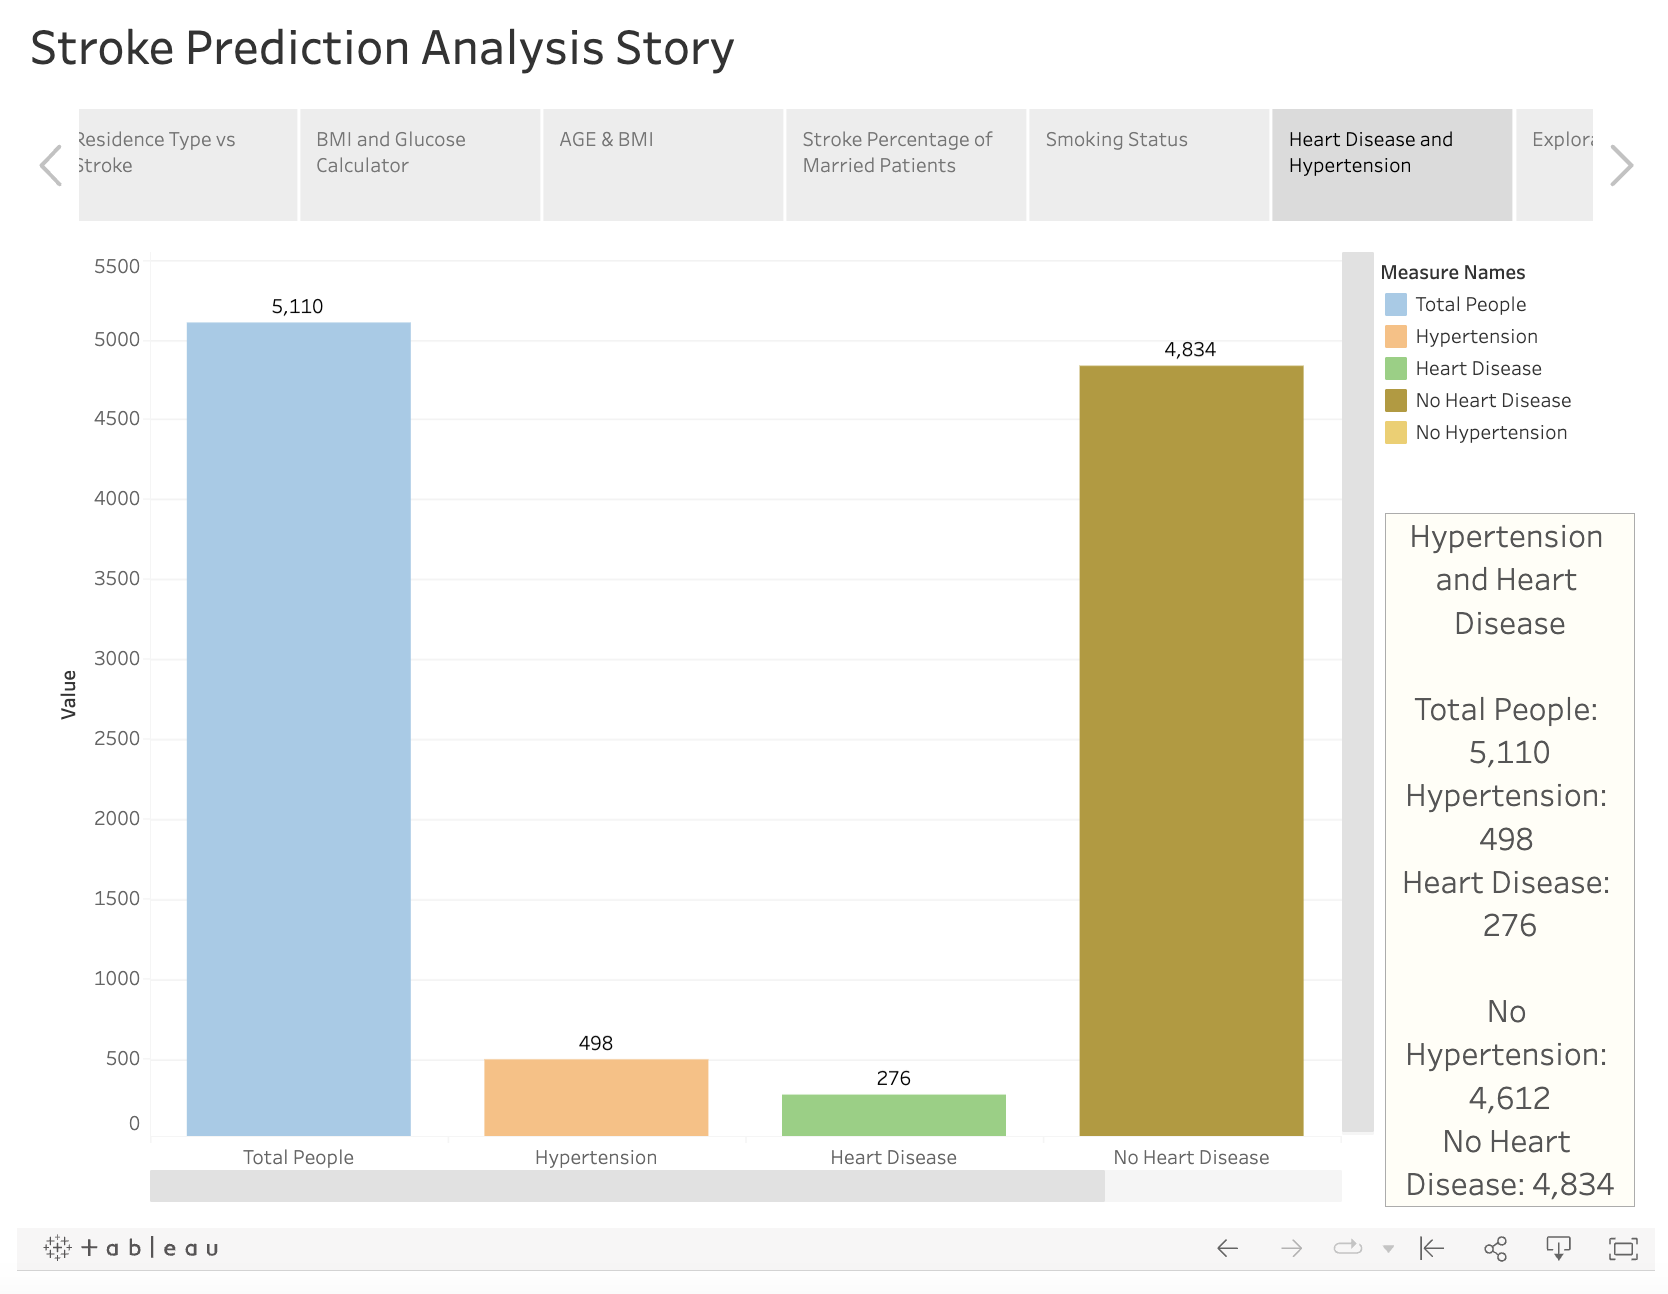 Stroke Prediction Analysis Story
Residence Type vs
Stroke
BMI and Glucose
Calculator
AGE & BMI
Stroke Percentage of
Married Patients
Smoking Status
Heart Disease and
Hypertension
5500
5000
4500
4000
3500
3000
2500
2000
1500
1000
500
0
Value
5,110
498
276
4,834
Total People
Hypertension
Heart Disease
No Heart Disease
Measure Names
Total People
Hypertension
Heart Disease
No Heart Disease
No Hypertension
Hypertension
and Heart
Disease
Total People:
5,110
Hypertension:
498
Heart Disease:
276
No
Hypertension:
4,612
No Heart
Disease: 4,834
tableau